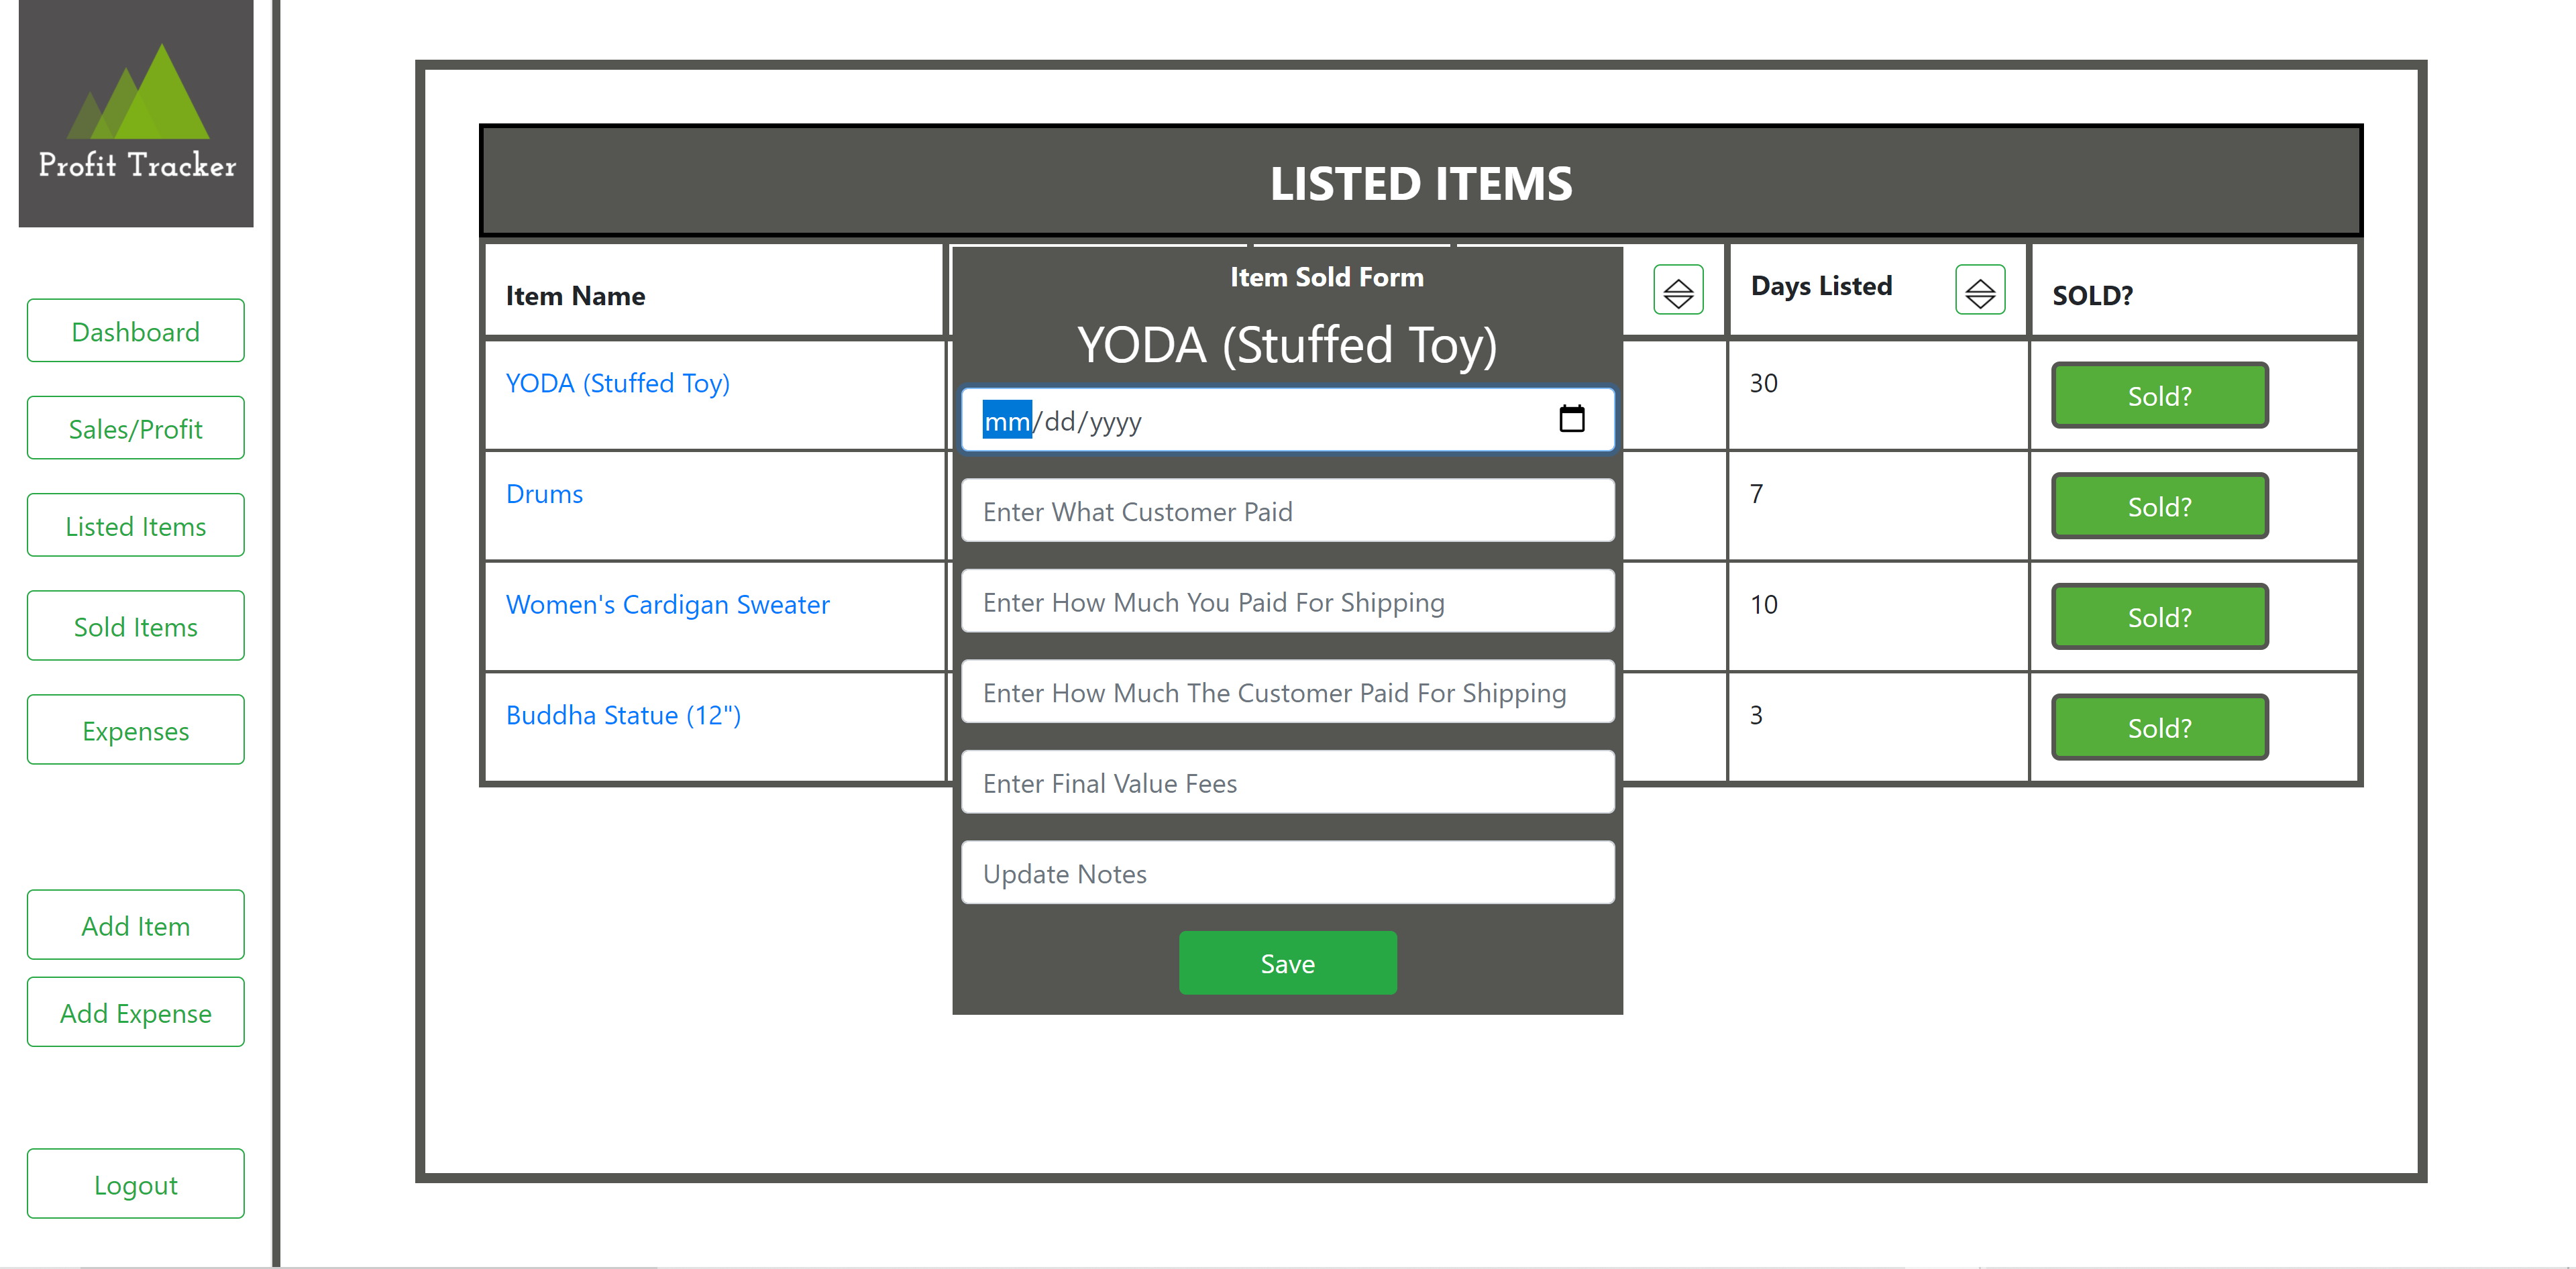 Profit Tracker
Dashboard
Sales/Profit
Listed Items
Sold Items
Expenses
Add Item
Add Expense
Logout
LISTED ITEMS
Item Name
Days Listed
SOLD?
YODA (Stuffed Toy)
30
Sold?
Drums
7
Sold?
Women's Cardigan Sweater
10
Sold?
Buddha Statue (12")
3
Sold?
Item Sold Form
YODA (Stuffed Toy)
mm/dd/yyyy
Enter What Customer Paid
Enter How Much You Paid For Shipping
Enter How Much The Customer Paid For Shipping
Enter Final Value Fees
Update Notes
Save